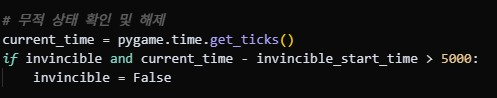 # 무적 상태 확인 및 해제
current_time = pygame.time.get_ticks()
if invincible and current_time - invincible_start_time > 5000:
    invincible = False